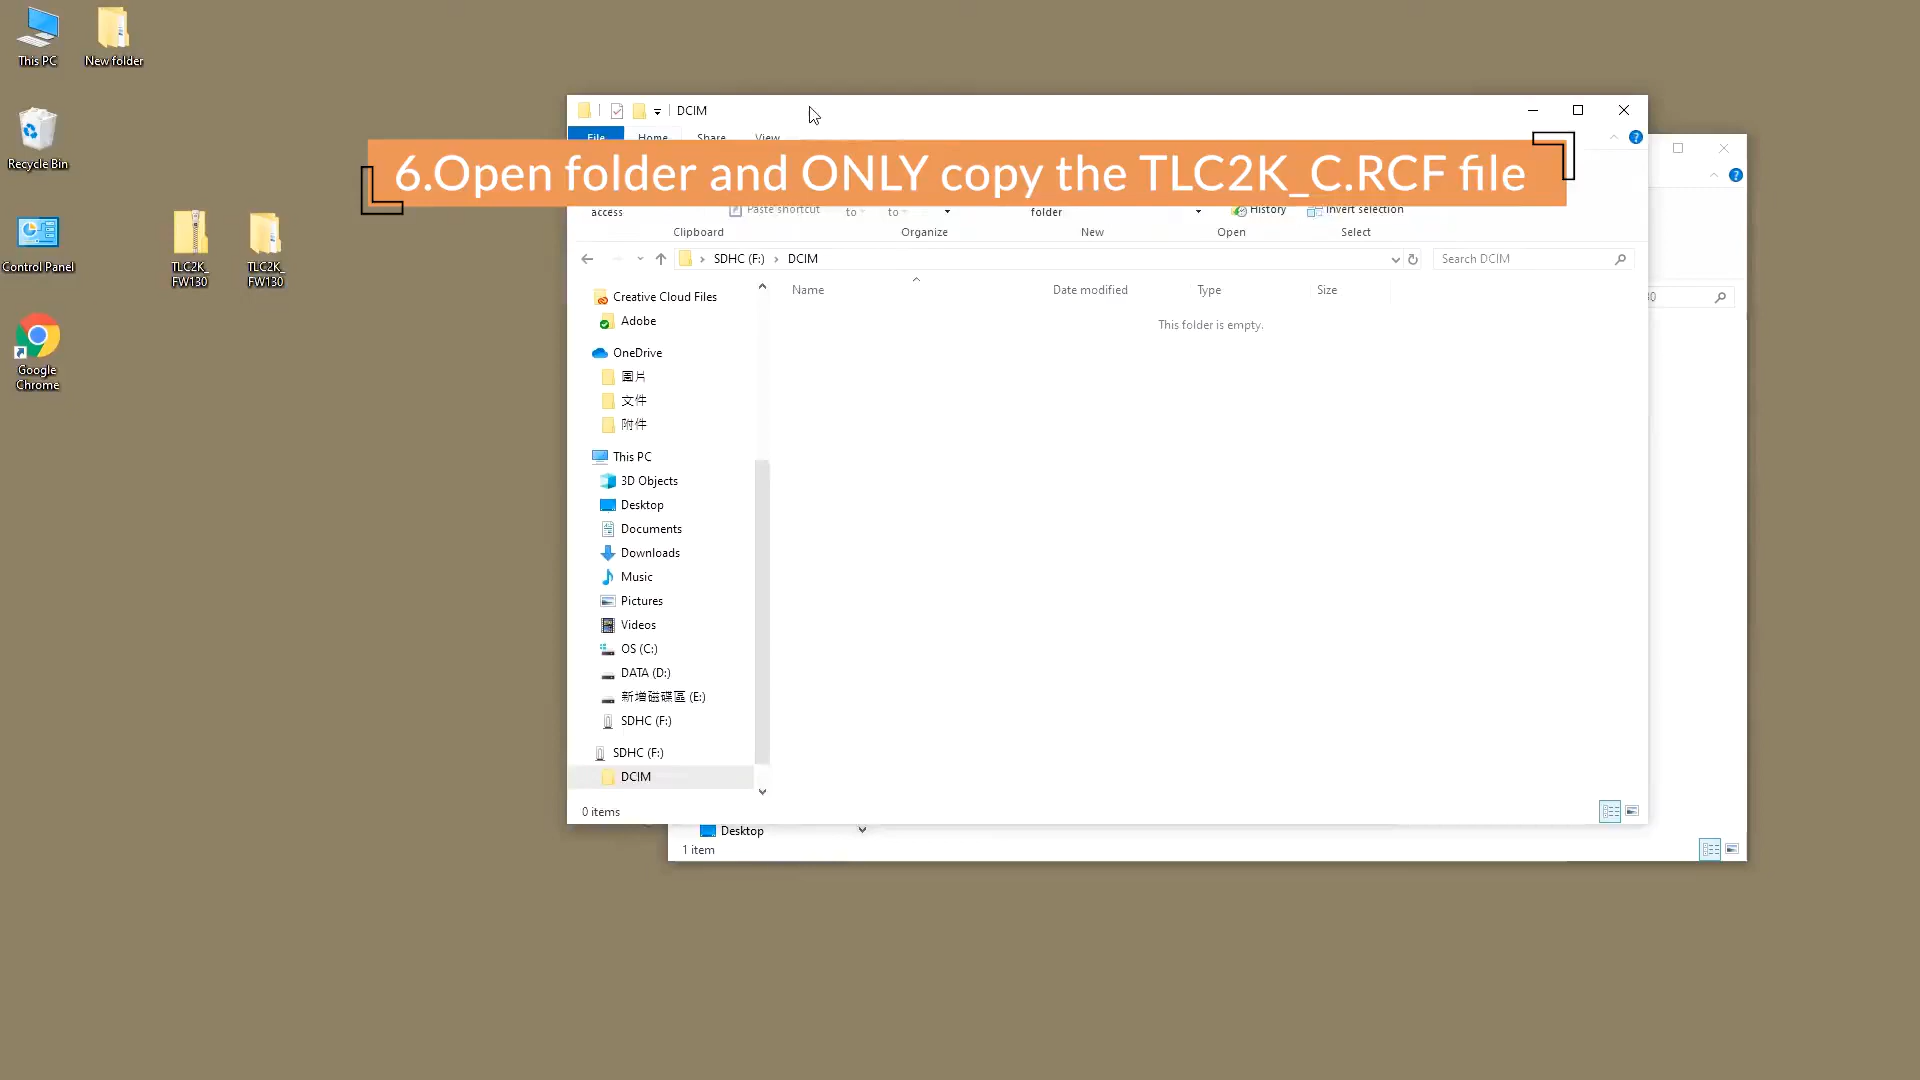 This PC
New folder
Recycle Bin
Control Panel
TLC2K_
FW130
TLC2K_
FW130
Google
Chrome
DCIM
File Home Share View
6.Open folder and ONLY copy the TLC2K_C.RCF file
access
Paste shortcut
to
to
folder
History
Invert selection
Clipboard
Organize
New
Open
Select
SDHC (F:) > DCIM
Search DCIM
Name
Date modified
Type
Size
This folder is empty.
Creative Cloud Files
Adobe
OneDrive
圖片
文件
附件
This PC
3D Objects
Desktop
Documents
Downloads
Music
Pictures
Videos
OS (C:)
DATA (D:)
新增磁碟區 (E:)
SDHC (F:)
SDHC (F:)
DCIM
0 items
Desktop
1 item